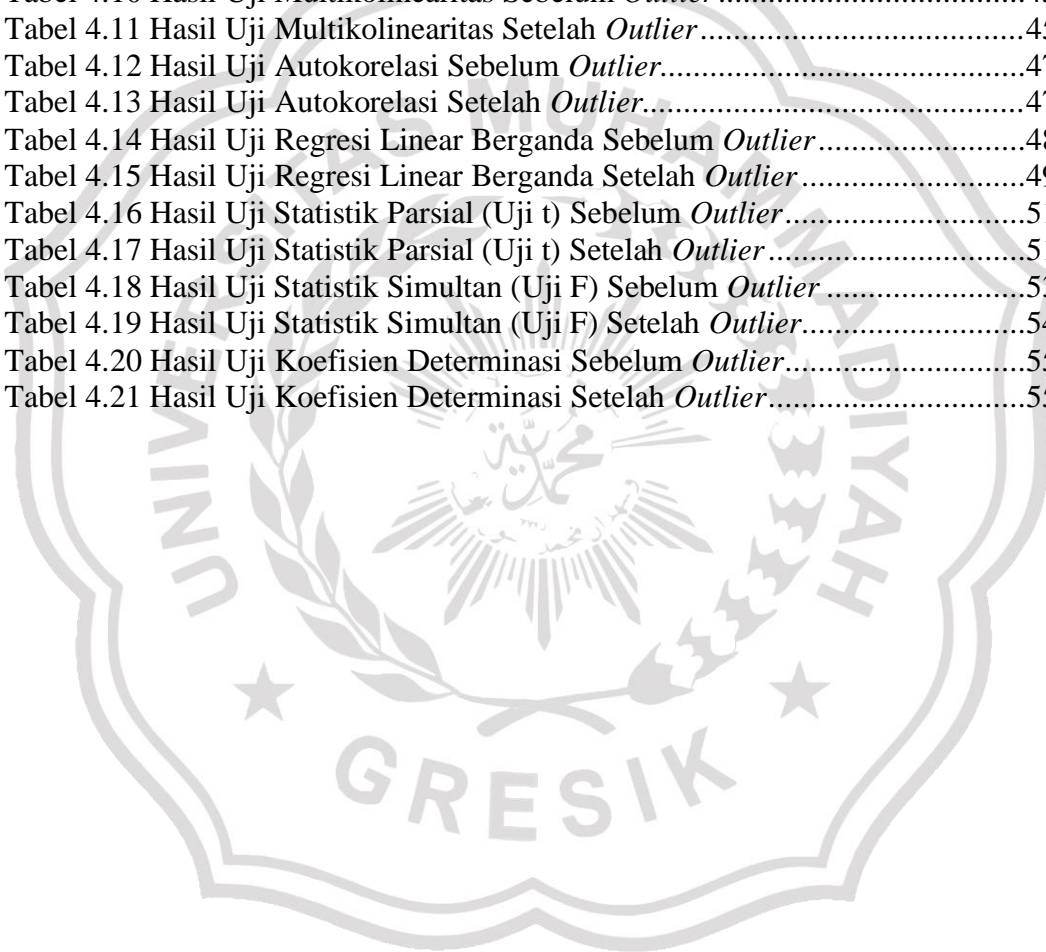 Tabel 4.11 Hasil Uji Multikolinearitas Setelah Outlier
Tabel 4.12 Hasil Uji Autokorelasi Sebelum Outlier
Tabel 4.13 Hasil Uji Autokorelasi Setelah Outlier
Tabel 4.14 Hasil Uji Regresi Linear Berganda Sebelum Outlier
Tabel 4.15 Hasil Uji Regresi Linear Berganda Setelah Outlier
Tabel 4.16 Hasil Uji Statistik Parsial (Uji t) Sebelum Outlier
Tabel 4.17 Hasil Uji Statistik Parsial (Uji t) Setelah Outlier
Tabel 4.18 Hasil Uji Statistik Simultan (Uji F) Sebelum Outlier
Tabel 4.19 Hasil Uji Statistik Simultan (Uji F) Setelah Outlier
Tabel 4.20 Hasil Uji Koefisien Determinasi Sebelum Outlier
Tabel 4.21 Hasil Uji Koefisien Determinasi Setelah Outlier
UNIVERSITAS MUHAMMADIYAH
GRESIK